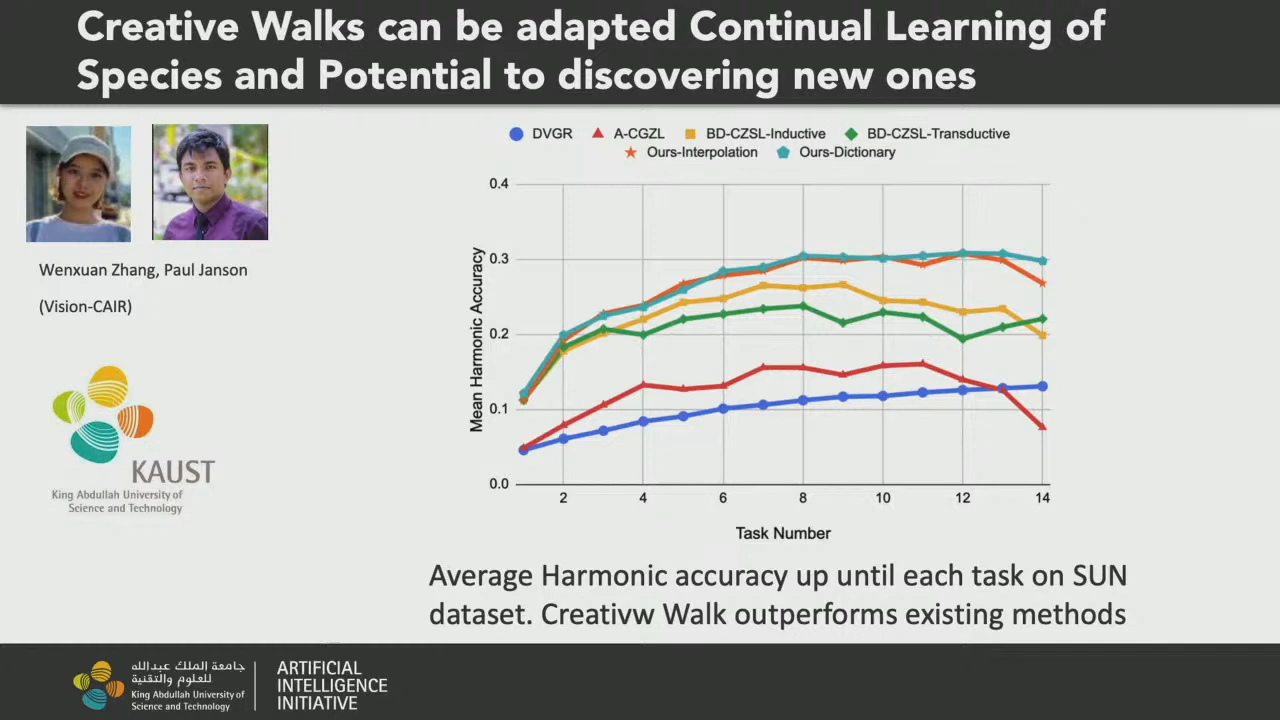 Creative Walks can be adapted Continual Learning of
Species and Potential to discovering new ones
Wenxuan Zhang, Paul Janson
(Vision-CAIR)
KAUST
King Abdullah University of
Science and Technology
DVGR A-CGZL BD-CZSL-Inductive BD-CZSL-Transductive
Ours-Interpolation Ours-Dictionary
Mean Harmonic Accuracy
0.4
0.3
0.2
0.1
0.0
2 4 6 8 10 12 14
Task Number
Average Harmonic accuracy up until each task on SUN
dataset. Creativw Walk outperforms existing methods
جامعة الملك عبدالله
للعلوم والتقنية
King Abdullah University of
Science and Technology
ARTIFICIAL
INTELLIGENCE
INITIATIVE